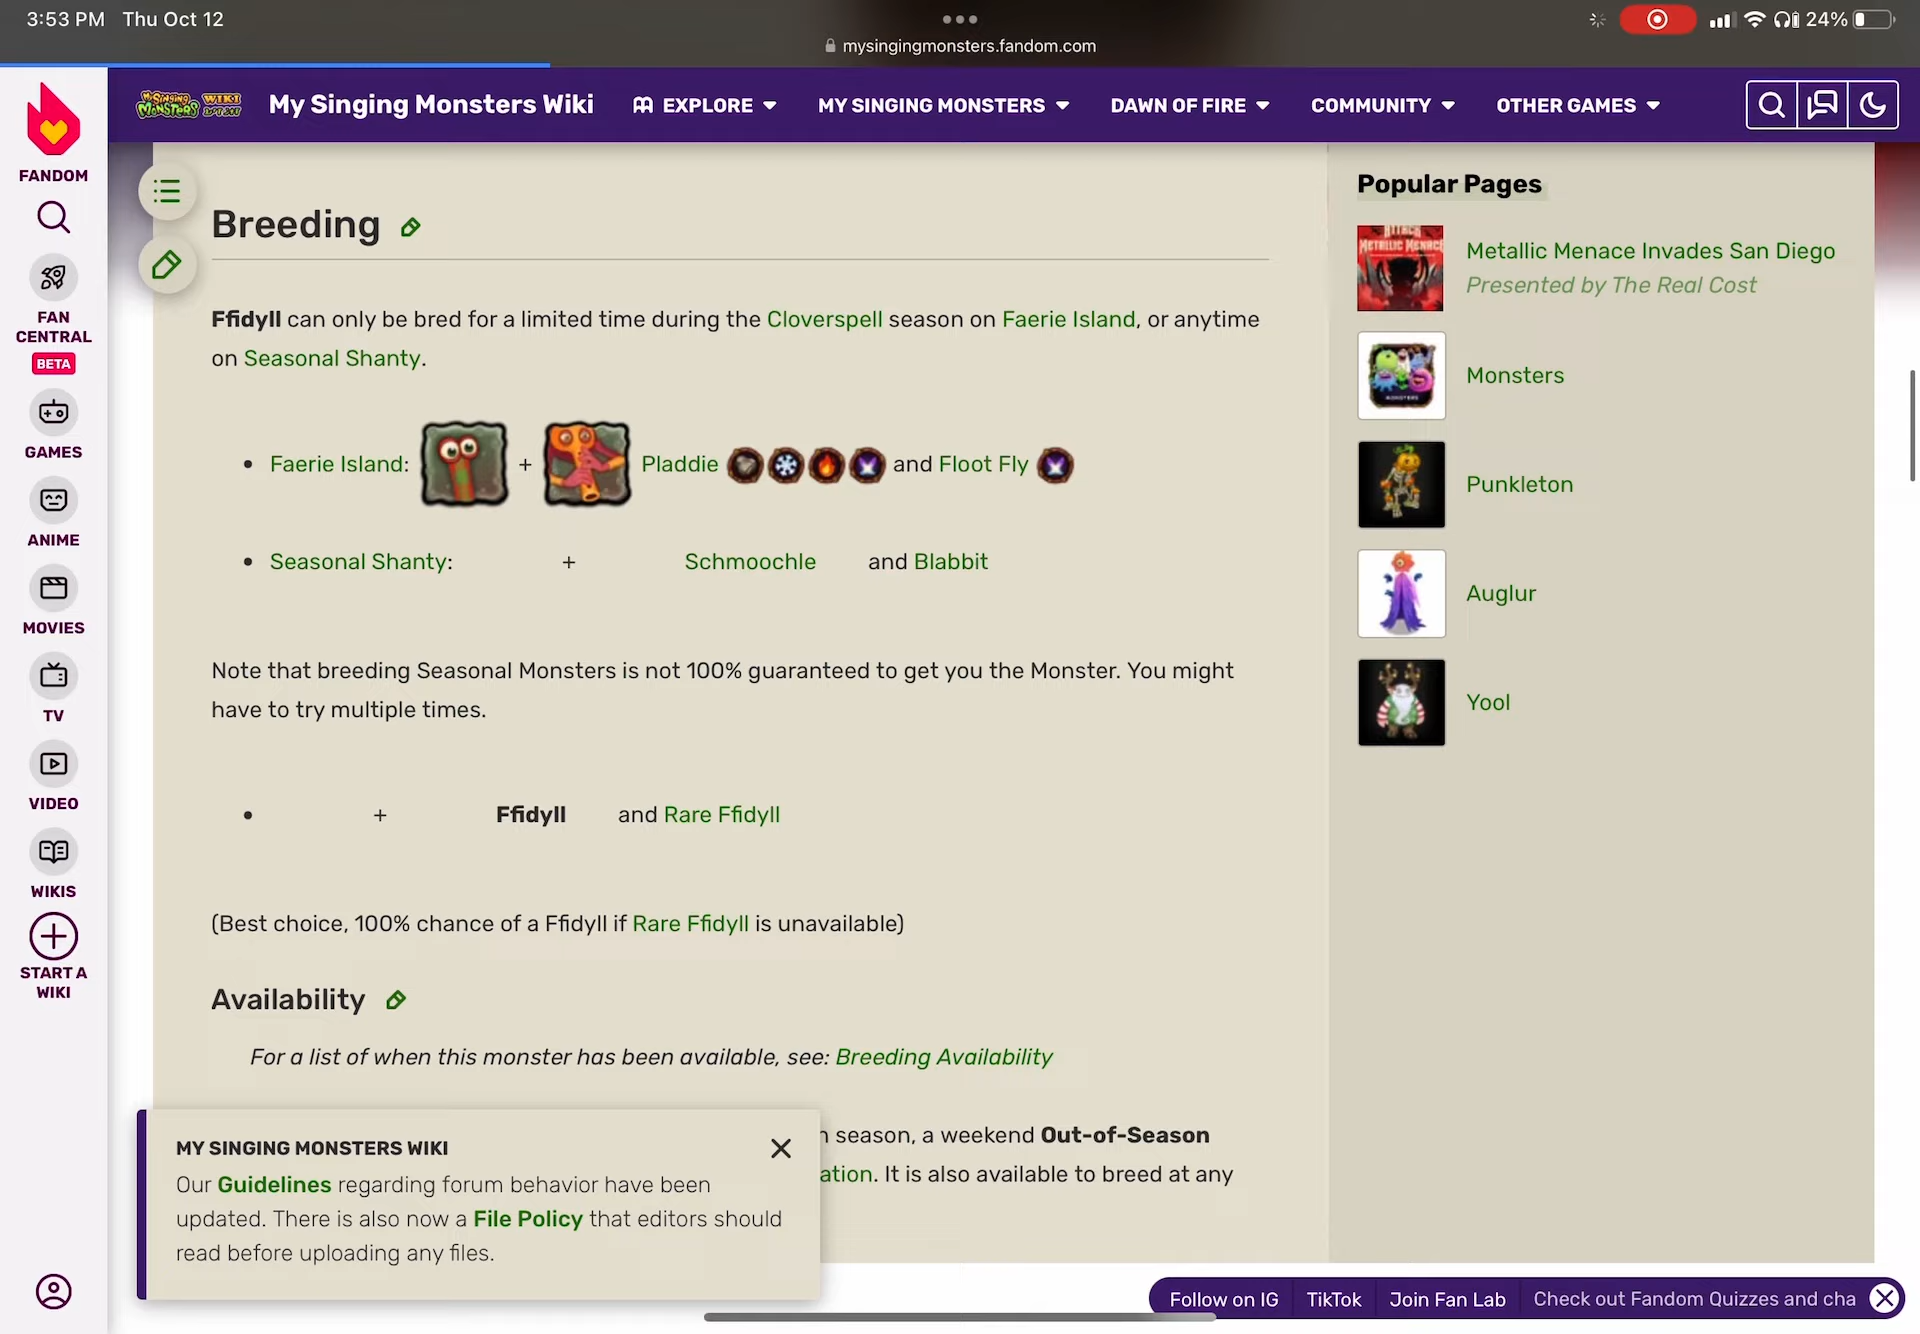 3:53 PM Thu Oct 12
24%
mysingingmonsters.fandom.com
My Singing Monsters Wiki
EXPLORE
MY SINGING MONSTERS
DAWN OF FIRE
COMMUNITY
OTHER GAMES
FANDOM
FAN
CENTRAL
BETA
GAMES
ANIME
MOVIES
TV
VIDEO
WIKIS
START A
WIKI
Breeding
Ffidyll can only be bred for a limited time during the Cloverspell season on Faerie Island, or anytime
on Seasonal Shanty.
• Faerie Island: + Pladdie and Floot Fly
• Seasonal Shanty: + Schmoochle and Blabbit
Note that breeding Seasonal Monsters is not 100% guaranteed to get you the Monster. You might
have to try multiple times.
• + Ffidyll and Rare Ffidyll
(Best choice, 100% chance of a Ffidyll if Rare Ffidyll is unavailable)
Availability
For a list of when this monster has been available, see: Breeding Availability
season, a weekend Out-of-Season
ation. It is also available to breed at any
MY SINGING MONSTERS WIKI
Our Guidelines regarding forum behavior have been
updated. There is also now a File Policy that editors should
read before uploading any files.
Popular Pages
Metallic Menace Invades San Diego
Presented by The Real Cost
Monsters
Punkleton
Auglur
Yool
Follow on IG
TikTok
Join Fan Lab
Check out Fandom Quizzes and cha